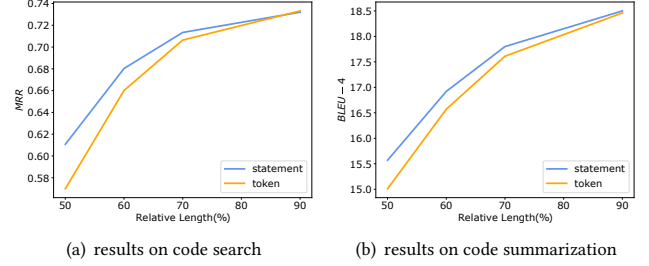 0.74
0.72
0.70
0.68
0.66
0.64
0.62
0.60
0.58
MRR
50 60 70 80 90
Relative Length(%)
statement
token
(a) results on code search
18.5
18.0
17.5
17.0
16.5
16.0
15.5
15.0
BLEU − 4
50 60 70 80 90
Relative Length(%)
statement
token
(b) results on code summarization